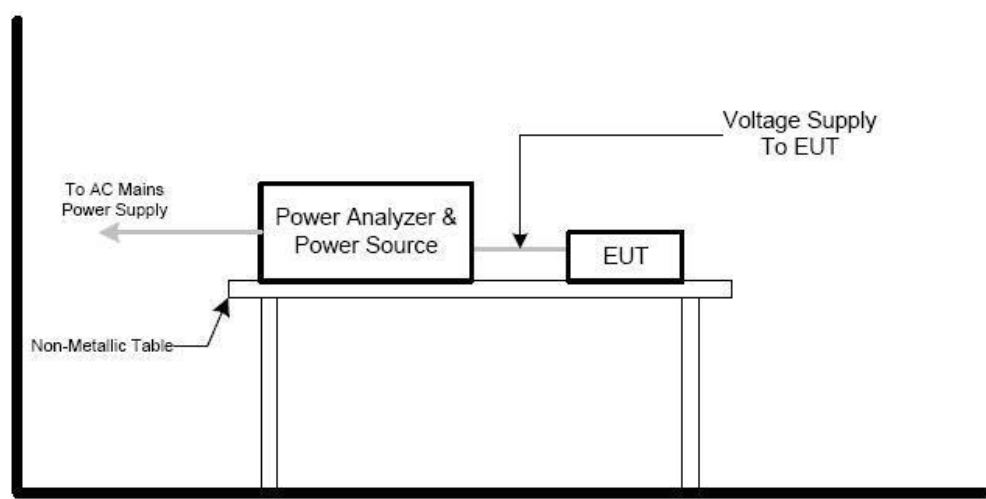 Voltage Supply
To EUT
To AC Mains
Power Supply
Power Analyzer &
Power Source
EUT
Non-Metallic Table